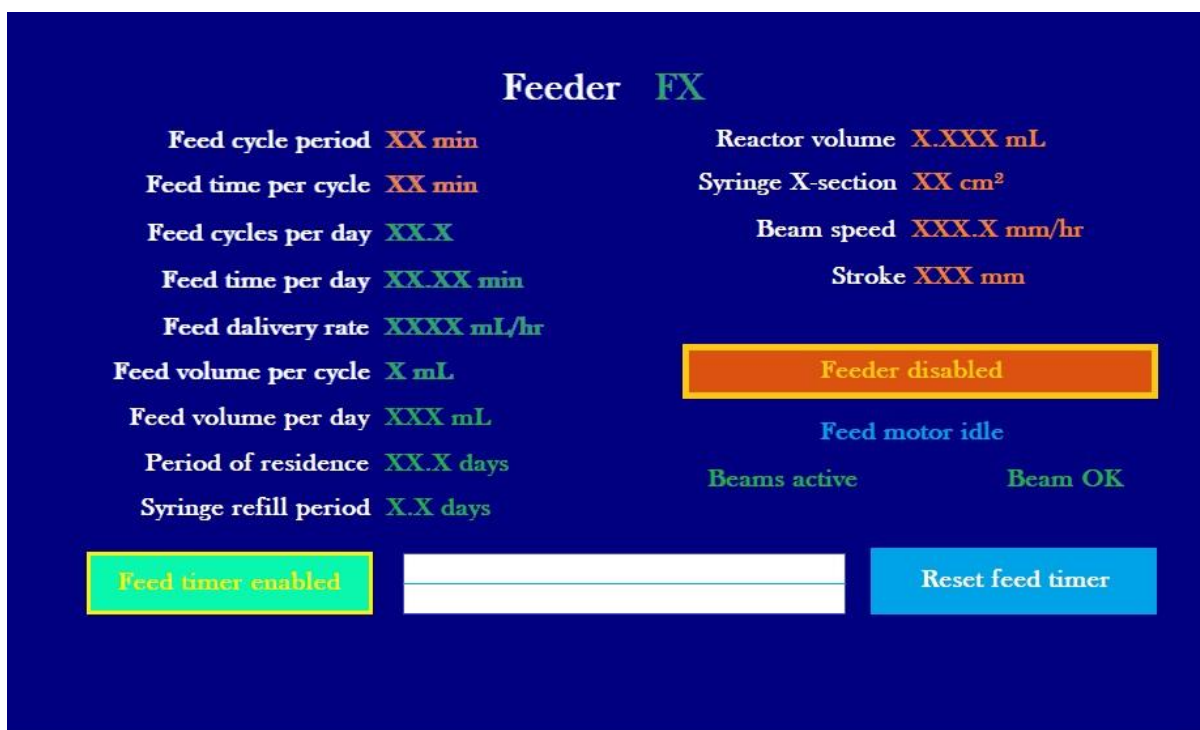 Feeder FX
Feed cycle period XX min
Feed time per cycle XX min
Feed cycles per day XX.X
Feed time per day XX.XX min
Feed dalivery rate XXXX mL/hr
Feed volume per cycle X mL
Feed volume per day XXX mL
Period of residence XX.X days
Syringe refill period X.X days
Reactor volume X.XXX mL
Syringe X-section XX cm²
Beam speed XXX.X mm/hr
Stroke XXX mm
Feeder disabled
Feed motor idle
Beams active Beam OK
Feed timer enabled
Reset feed timer